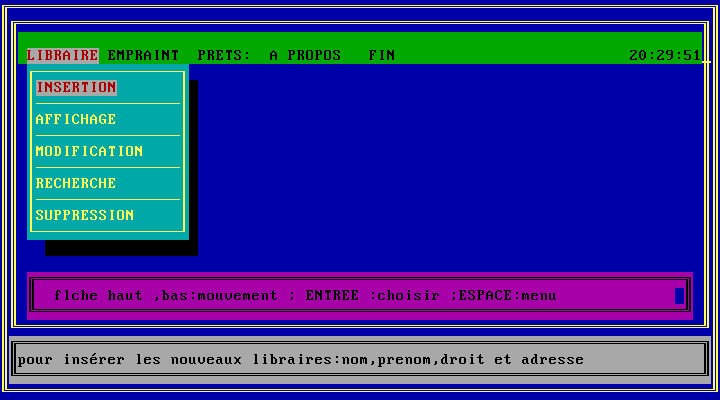 LIBRAIRE EMPRAINT PRETS: A PROPOS FIN 20:29:51
INSERTION
AFFICHAGE
MODIFICATION
RECHERCHE
SUPPRESSION
flche haut ,bas:mouvement ; ENTREE :choisir ;ESPACE:menu
pour insérer les nouveaux libraires:nom,prenom,droit et adresse